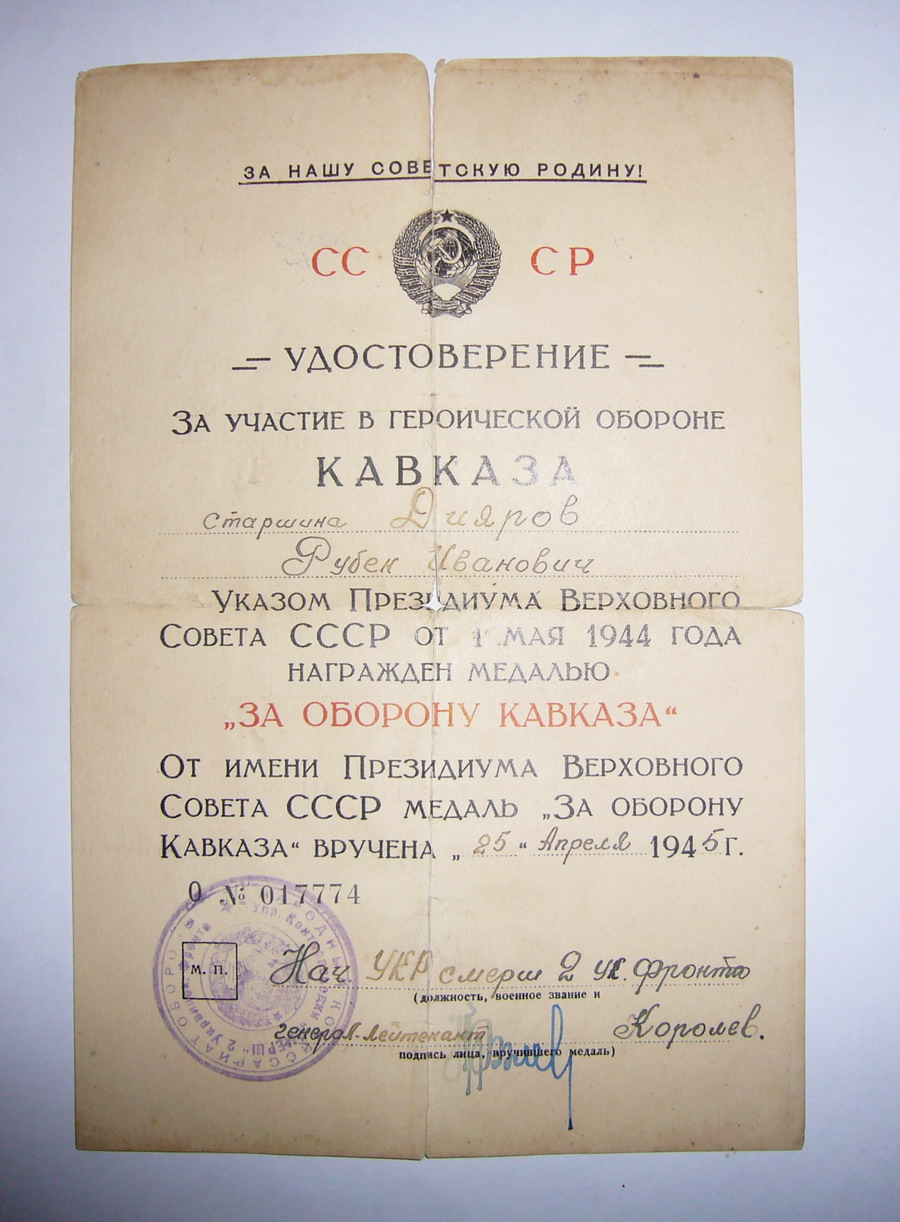 ЗА НАШУ СОВЕТСКУЮ РОДИНУ!
СССР
УДОСТОВЕРЕНИЕ
ЗА УЧАСТИЕ В ГЕРОИЧЕСКОЙ ОБОРОНЕ
КАВКАЗА
старшина Дияров
Рубен Иванович
УКАЗОМ ПРЕЗИДИУМА ВЕРХОВНОГО
СОВЕТА СССР ОТ 1 МАЯ 1944 ГОДА
НАГРАЖДЕН МЕДАЛЬЮ
„ЗА ОБОРОНУ КАВКАЗА“
ОТ ИМЕНИ ПРЕЗИДИУМА ВЕРХОВНОГО
СОВЕТА СССР МЕДАЛЬ „ЗА ОБОРОНУ
КАВКАЗА“ ВРУЧЕНА „25“ Апреля 1945 г.
О № 017774
М. П.
Нач УКР смерш 2 ук. фронта
(должность, военное звание и
генерал-лейтенант Королев.
подпись лица, вручившего медаль)